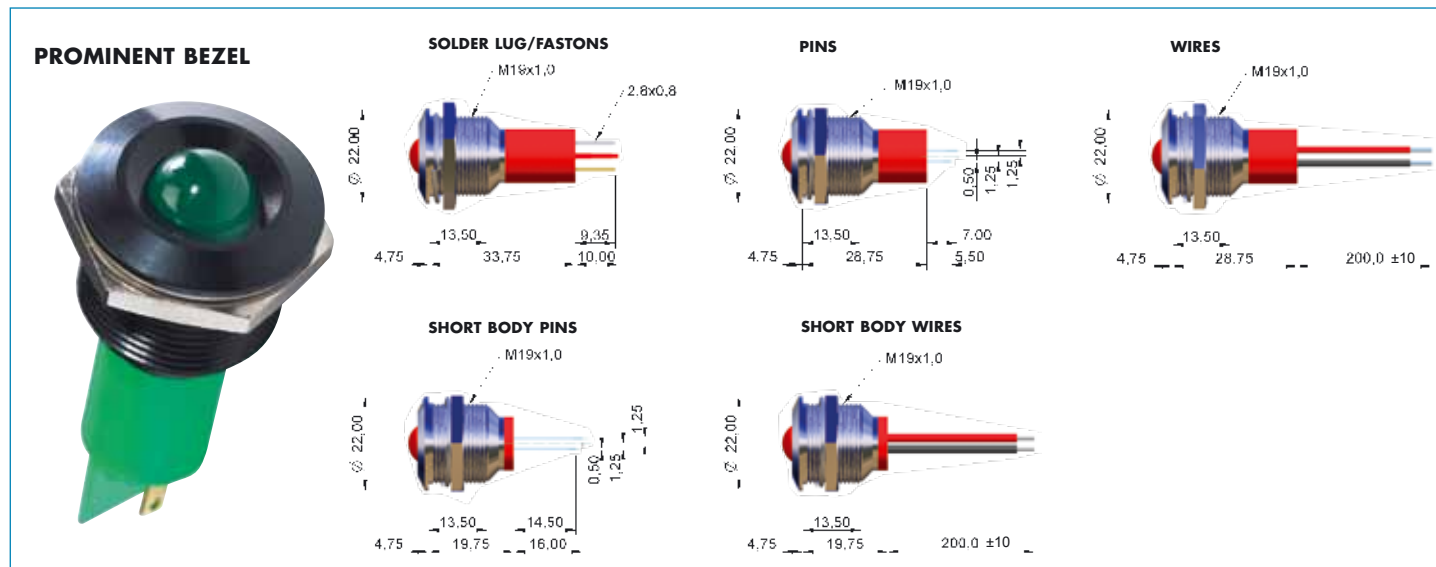 PROMINENT BEZEL
SOLDER LUG/FASTONS
M19x1,0
2.8x0,8
Ø 22,00
13,50
9,35
4,75
33,75
10,00
PINS
M19x1,0
Ø 22,00
0,50
1,25
1,25
13,50
7.00
4.75
28,75
5,50
WIRES
M19x1,0
Ø 22,00
13.50
4,75
28.75
200,0 ±10
SHORT BODY PINS
M19x1,0
Ø 22,00
0,50
1,25
1,25
13,50
14.50
4,75
19,75
16,00
SHORT BODY WIRES
M19x1,0
Ø 22,00
13,50
4,75
19,75
200.0 ±10